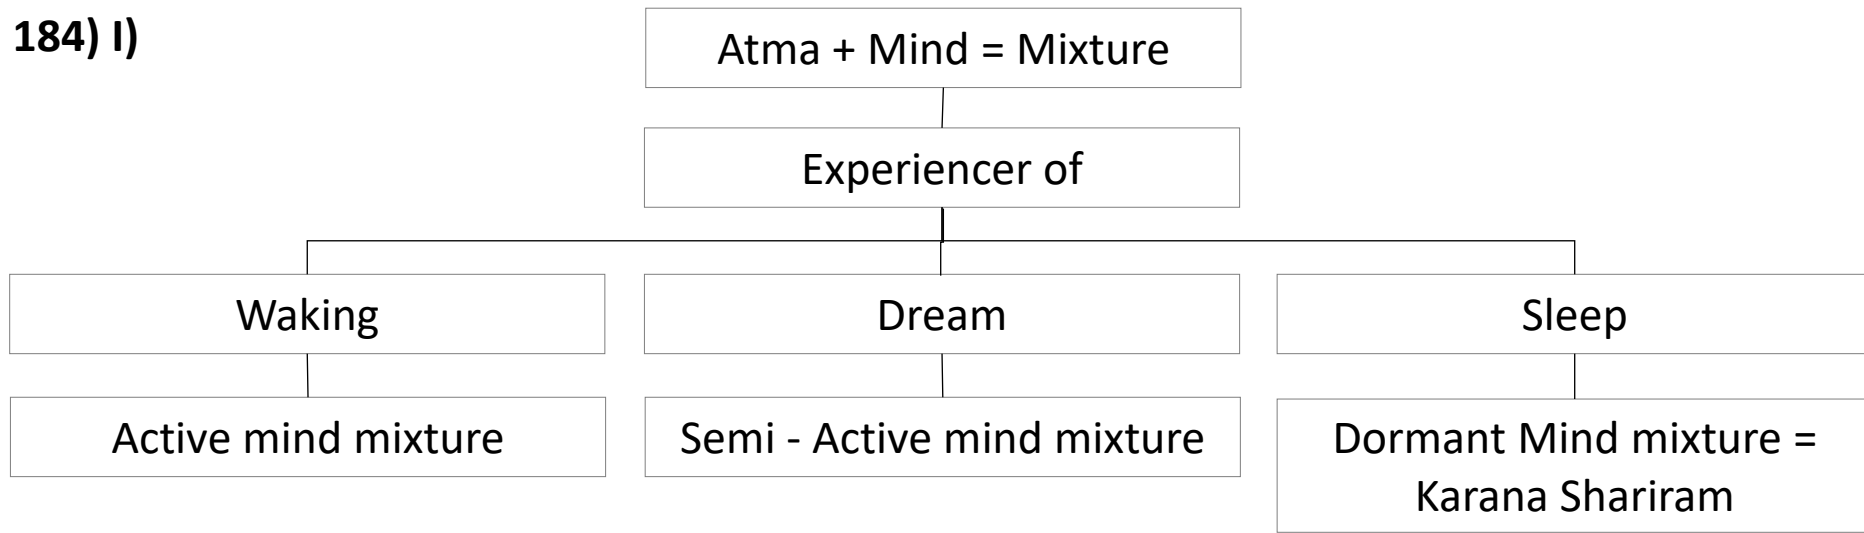 184) I)
Atma + Mind = Mixture
Experiencer of
Waking
Dream
Sleep
Active mind mixture
Semi - Active mind mixture
Dormant Mind mixture =
Karana Shariram